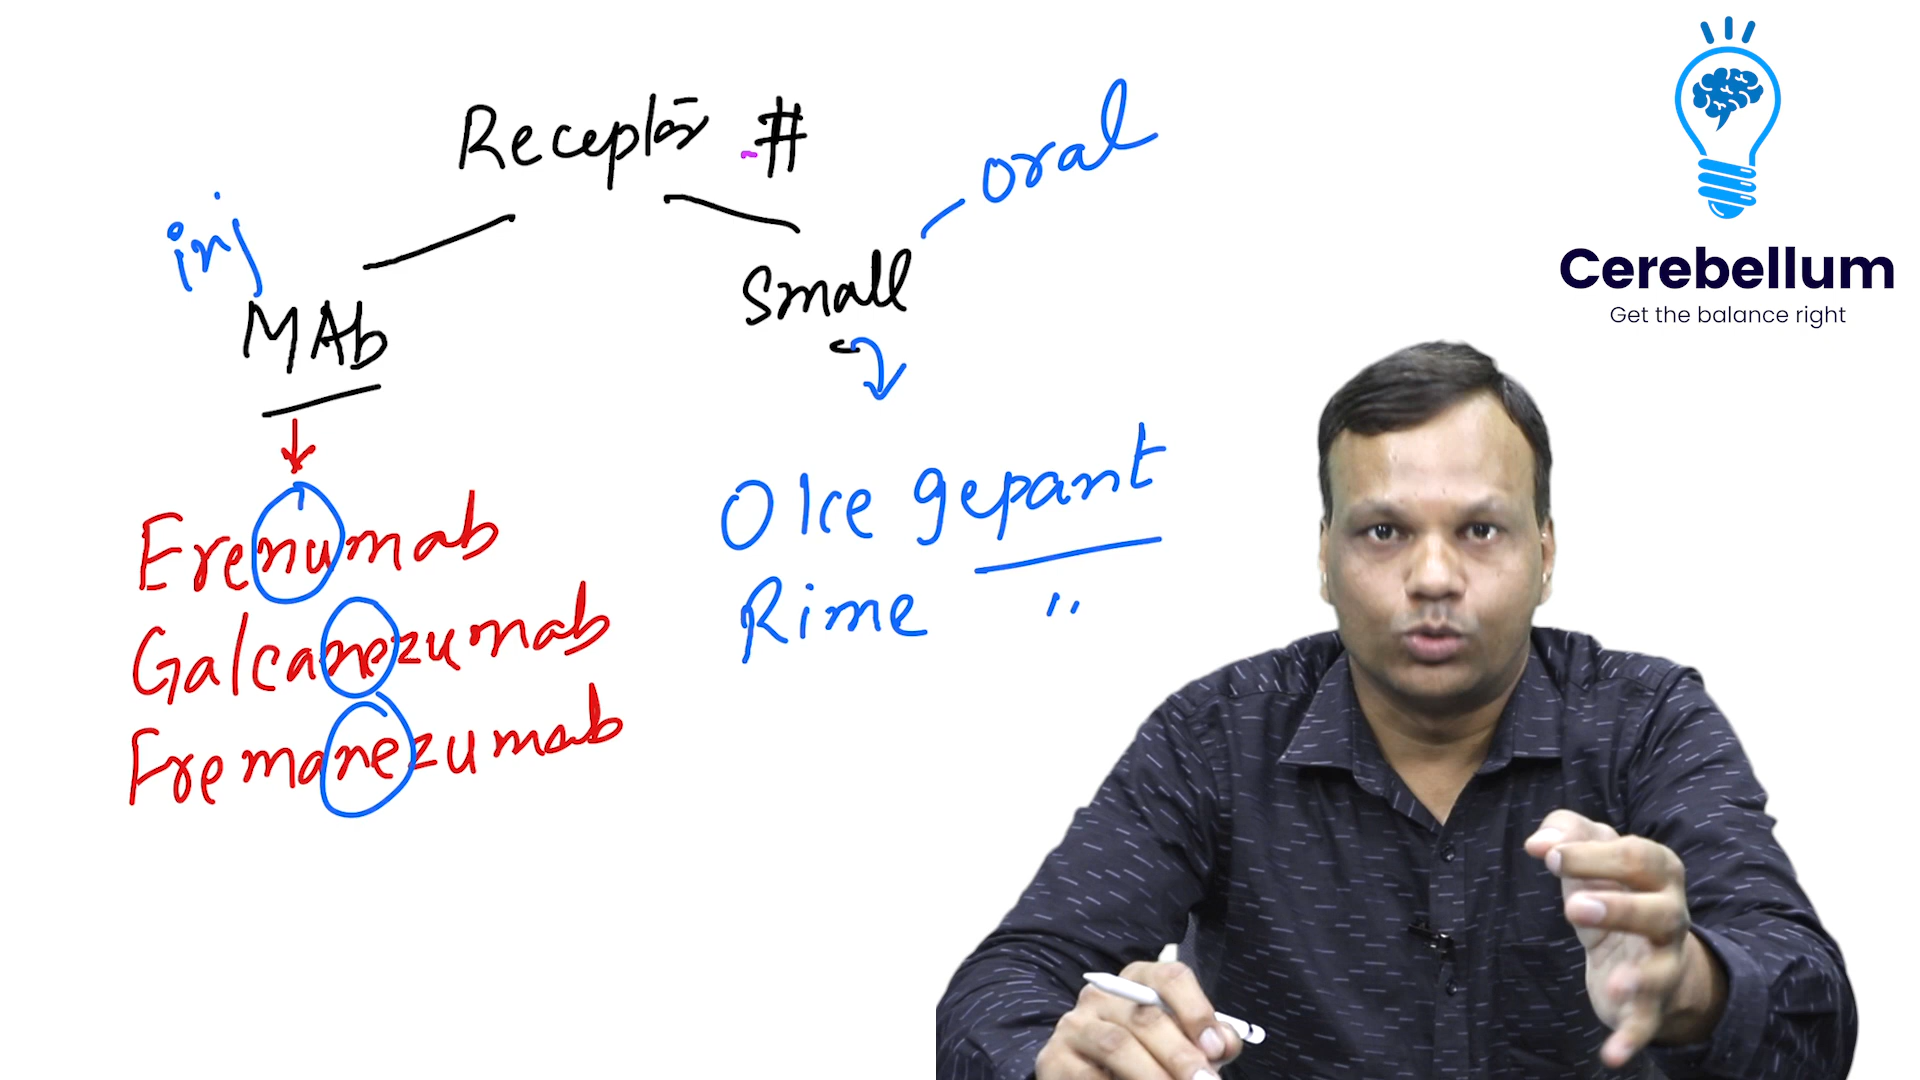 Receptor #
oral
inj
MAb
Small
Erenumab
Galcanezumab
Fremanezumab
Olcegepant
Rime "
Cerebellum
Get the balance right